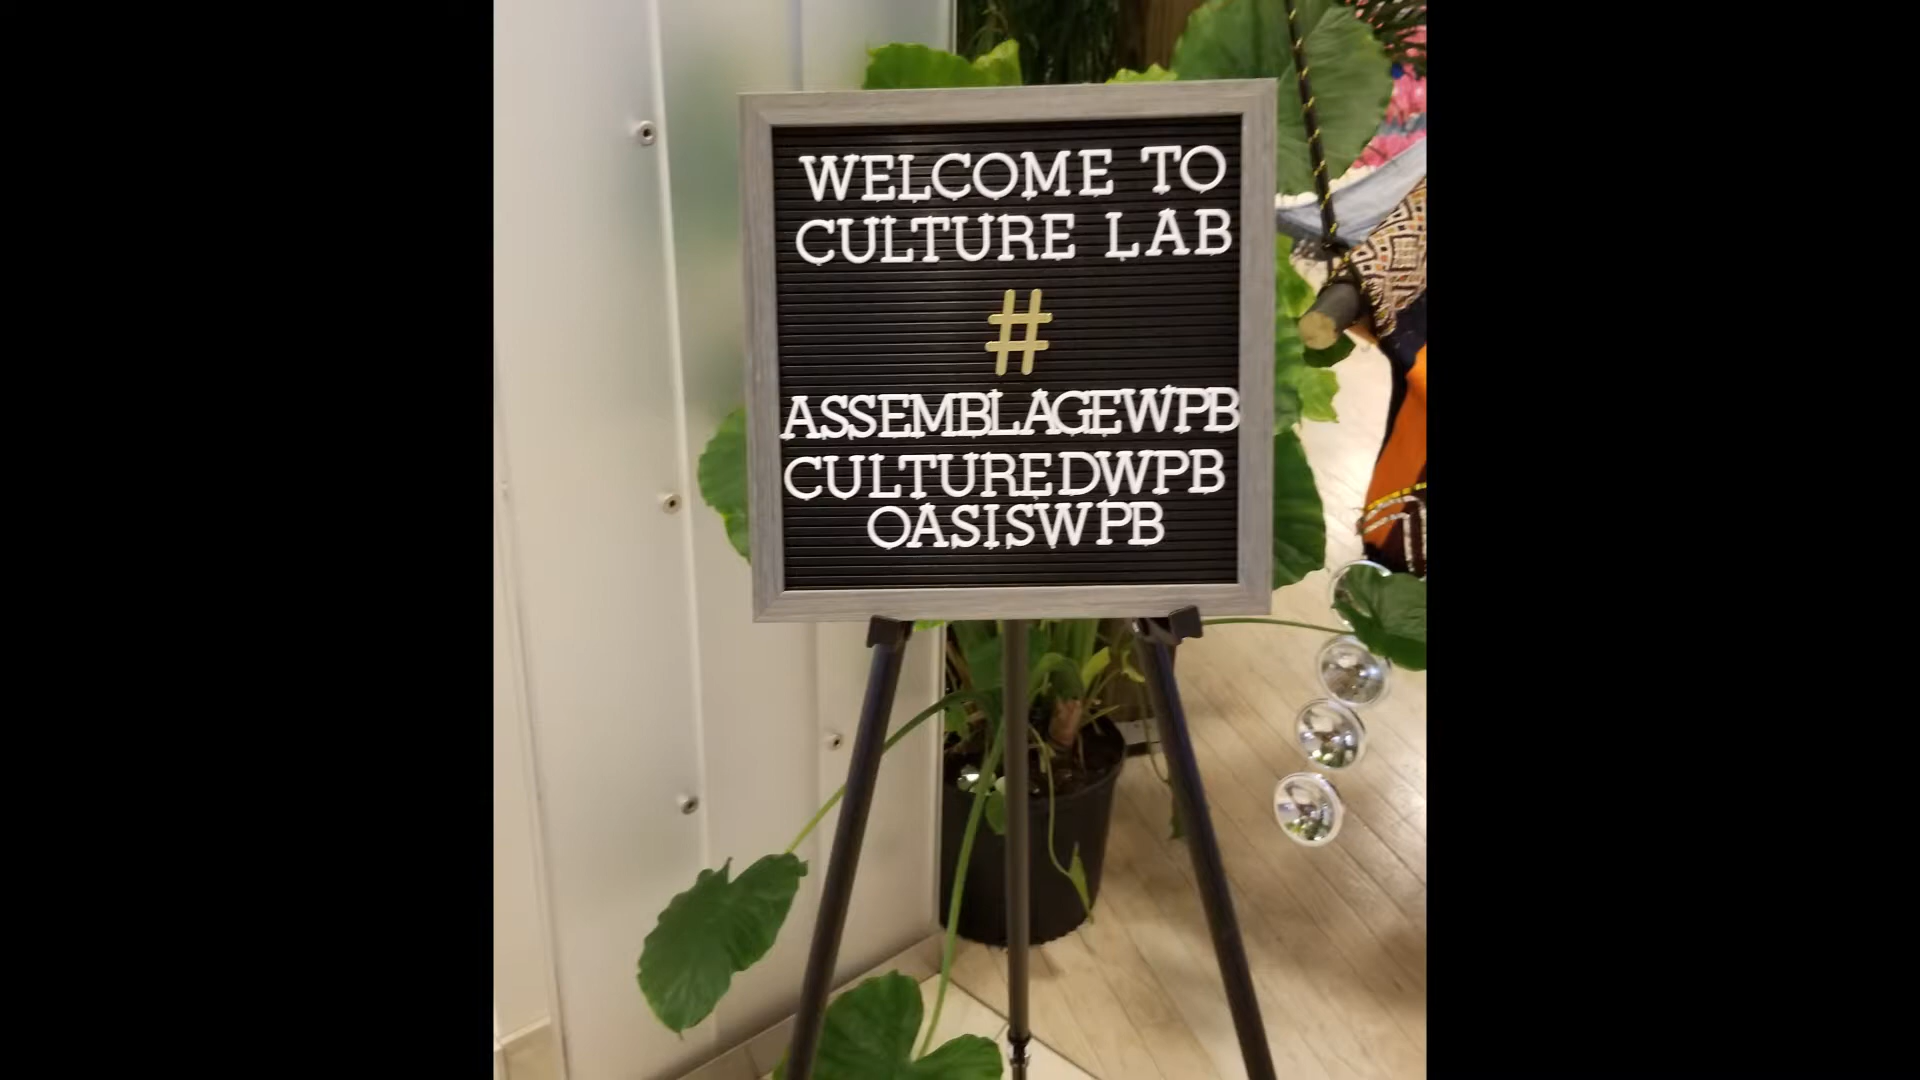 WELCOME TO
CULTURE LAB
#
ASSEMBLAGEWPB
CULTUREDWPB
OASISWPB